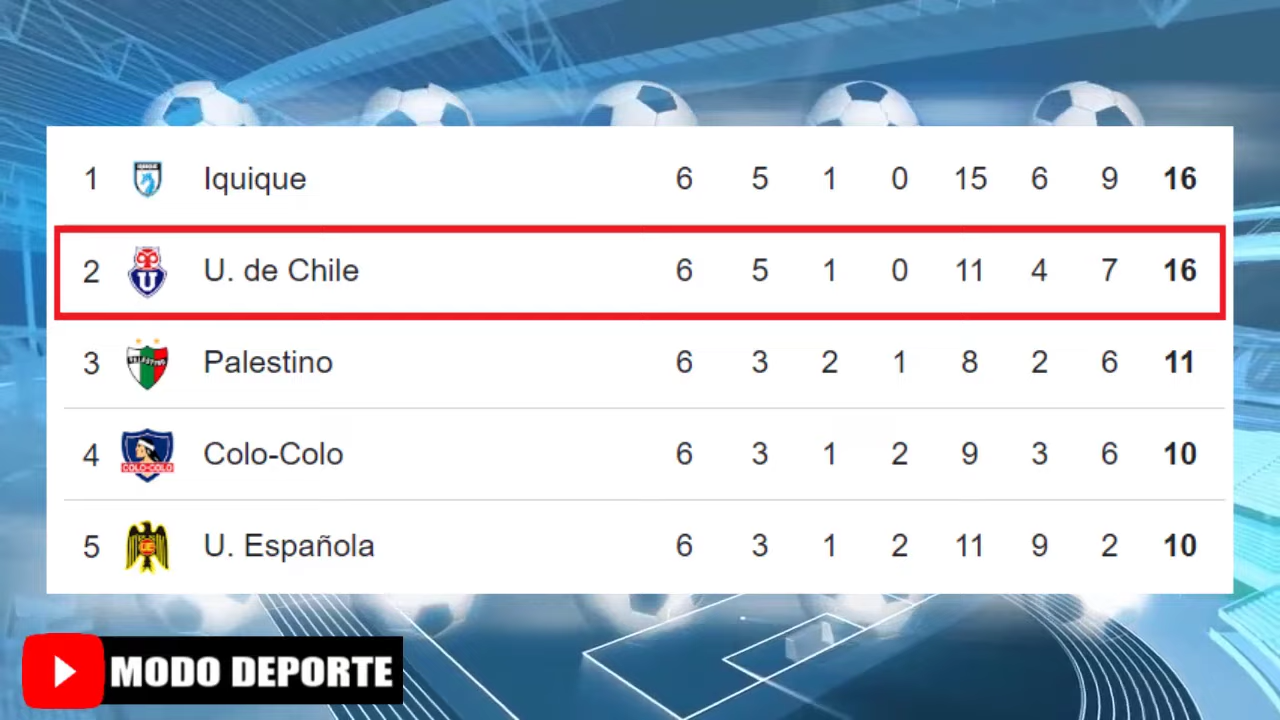 1 Iquique 6 5 1 0 15 6 9 16
2 U. de Chile 6 5 1 0 11 4 7 16
3 Palestino 6 3 2 1 8 2 6 11
4 Colo-Colo 6 3 1 2 9 3 6 10
COLO-COLO
5 U. Española 6 3 1 2 11 9 2 10
MODO DEPORTE